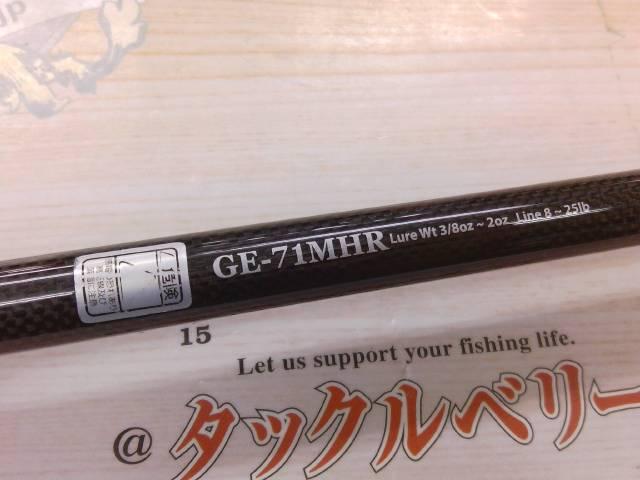 jp
GE-71MHR Lure Wt 3/8oz ~ 2oz Line 8 ~ 25lb
15
Let us support your fishing life.
@ タックルベリー